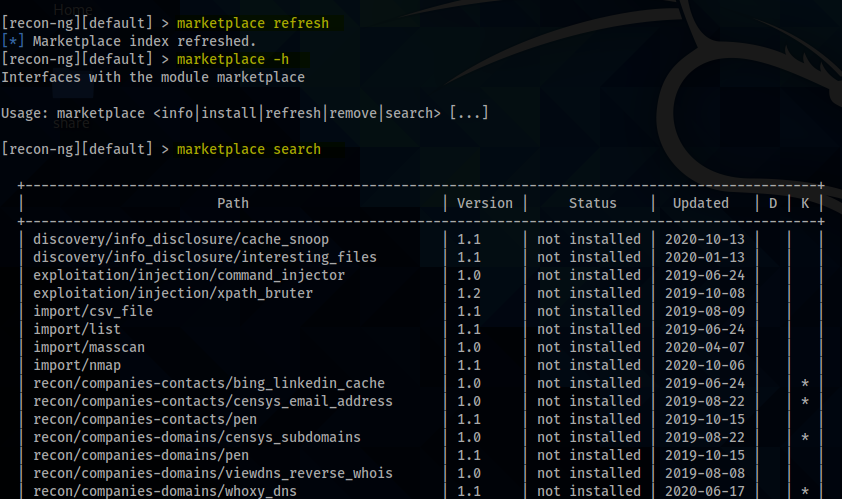 Home
[recon-ng][default] > marketplace refresh
[*] Marketplace index refreshed.
[recon-ng][default] > marketplace -h
Interfaces with the module marketplace
Usage: marketplace <info|install|refresh|remove|search> [...]
share
[recon-ng][default] > marketplace search
+---------------------------------------------------------------------------------------------------+
| Path | Version | Status | Updated | D | K |
+---------------------------------------------------------------------------------------------------+
| discovery/info_disclosure/cache_snoop | 1.1 | not installed | 2020-10-13 | | |
| discovery/info_disclosure/interesting_files | 1.1 | not installed | 2020-01-13 | | |
| exploitation/injection/command_injector | 1.0 | not installed | 2019-06-24 | | |
| exploitation/injection/xpath_bruter | 1.2 | not installed | 2019-10-08 | | |
| import/csv_file | 1.1 | not installed | 2019-08-09 | | |
| import/list | 1.1 | not installed | 2019-06-24 | | |
| import/masscan | 1.0 | not installed | 2020-04-07 | | |
| import/nmap | 1.1 | not installed | 2020-10-06 | | |
| recon/companies-contacts/bing_linkedin_cache | 1.0 | not installed | 2019-06-24 | | * |
| recon/companies-contacts/censys_email_address | 1.0 | not installed | 2019-08-22 | | * |
| recon/companies-contacts/pen | 1.1 | not installed | 2019-10-15 | | |
| recon/companies-domains/censys_subdomains | 1.0 | not installed | 2019-08-22 | | * |
| recon/companies-domains/pen | 1.1 | not installed | 2019-10-15 | | |
| recon/companies-domains/viewdns_reverse_whois | 1.0 | not installed | 2019-08-08 | | |
| recon/companies-domains/whoxy_dns | 1.1 | not installed | 2020-06-17 | | * |